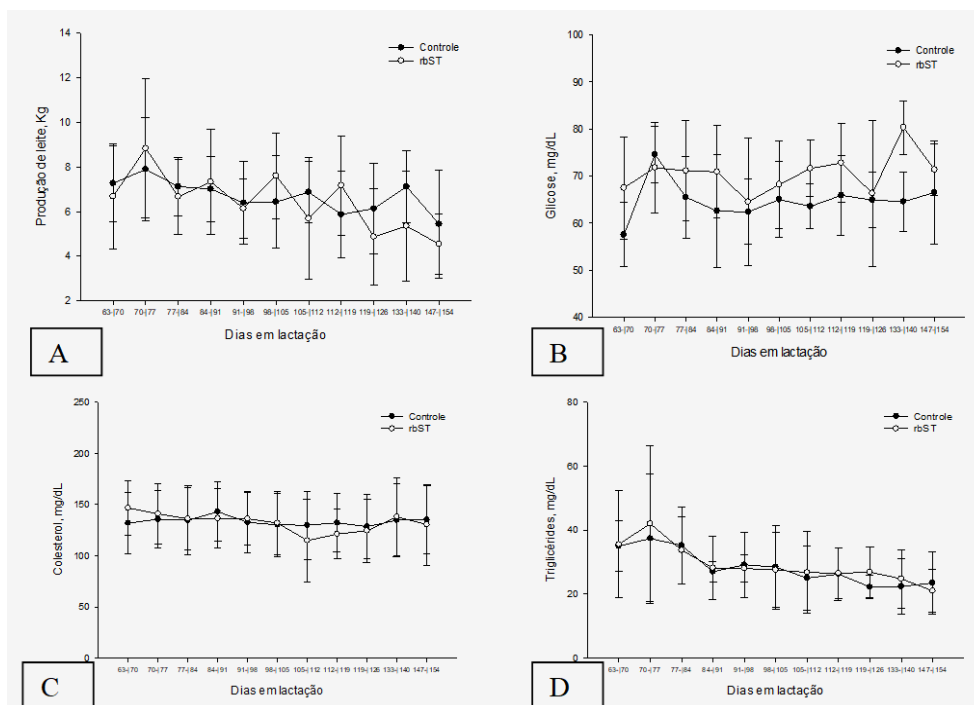 Produção de leite, Kg
14
12
10
8
6
4
2
Controle
rbST
63-|70 70-|77 77-|84 84-|91 91-|98 98-|105 105-|112 112-|119 119-|126 133-|140 147-|154
Dias em lactação
A
Glicose, mg/dL
100
90
80
70
60
50
40
Controle
rbST
63-|70 70-|77 77-|84 84-|91 91-|98 98-|105 105-|112 112-|119 119-|126 133-|140 147-|154
Dias em lactação
B
Colesterol, mg/dL
250
200
150
100
50
0
Controle
rbST
63-|70 70-|77 77-|84 84-|91 91-|98 98-|105 105-|112 112-|119 119-|126 133-|140 147-|154
Dias em lactação
C
Triglicérides, mg/dL
80
60
40
20
0
Controle
rbST
63-|70 70-|77 77-|84 84-|91 91-|98 98-|105 105-|112 112-|119 119-|126 133-|140 147-|154
Dias em lactação
D